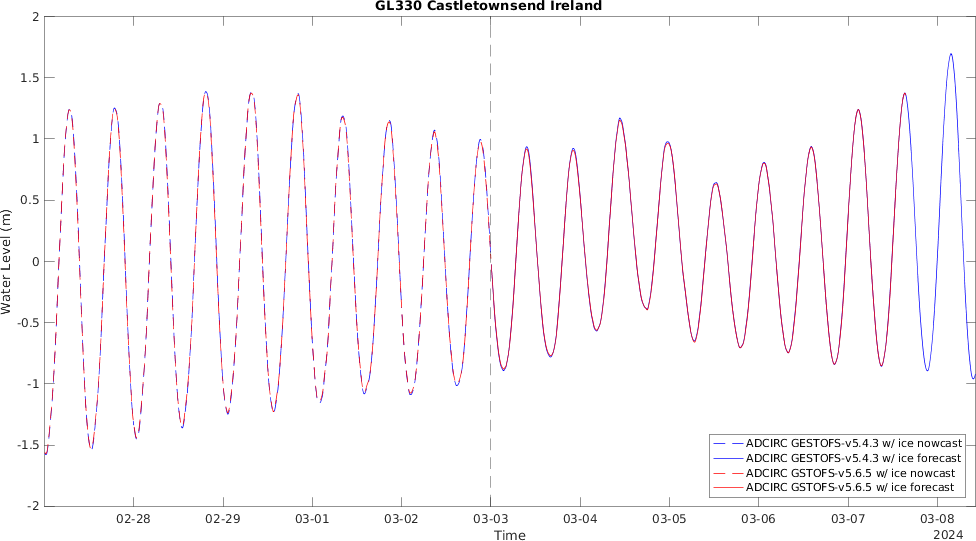 GL330 Castletownsend Ireland
2
1.5
1
0.5
0
-0.5
-1
-1.5
-2
Water Level (m)
02-28 02-29 03-01 03-02 03-03 03-04 03-05 03-06 03-07 03-08
2024
Time
ADCIRC GESTOFS-v5.4.3 w/ ice nowcast
ADCIRC GESTOFS-v5.4.3 w/ ice forecast
ADCIRC GSTOFS-v5.6.5 w/ ice nowcast
ADCIRC GSTOFS-v5.6.5 w/ ice forecast